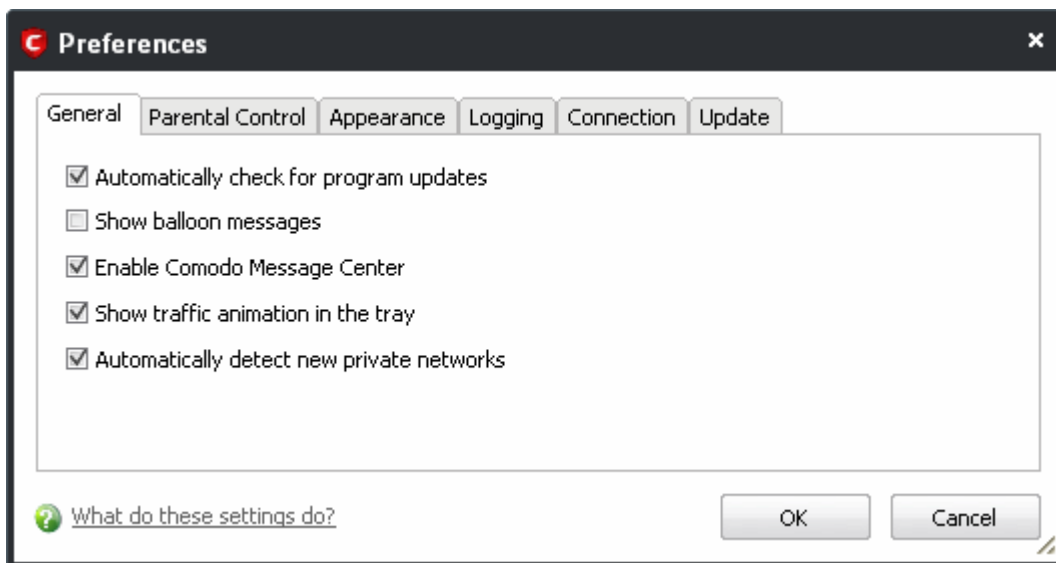 Preferences
General Parental Control Appearance Logging Connection Update
Automatically check for program updates
Show balloon messages
Enable Comodo Message Center
Show traffic animation in the tray
Automatically detect new private networks
What do these settings do? OK Cancel